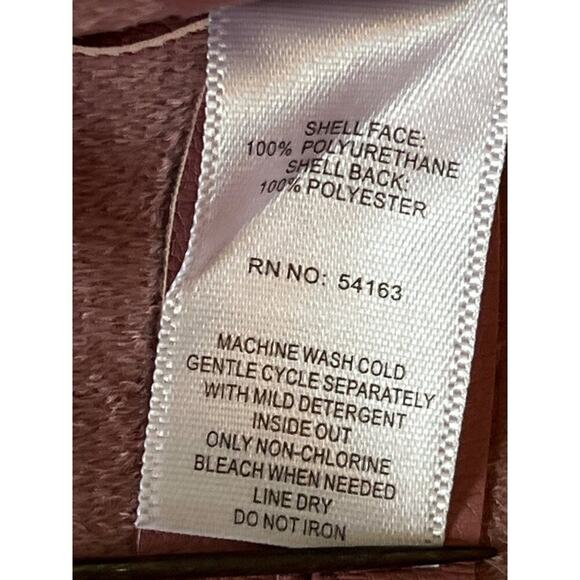 SHELL FACE:
100% POLYURETHANE
SHELL BACK:
100% POLYESTER
RN NO: 54163
MACHINE WASH COLD
GENTLE CYCLE SEPARATELY
WITH MILD DETERGENT
INSIDE OUT
ONLY NON-CHLORINE
BLEACH WHEN NEEDED
LINE DRY
DO NOT IRON